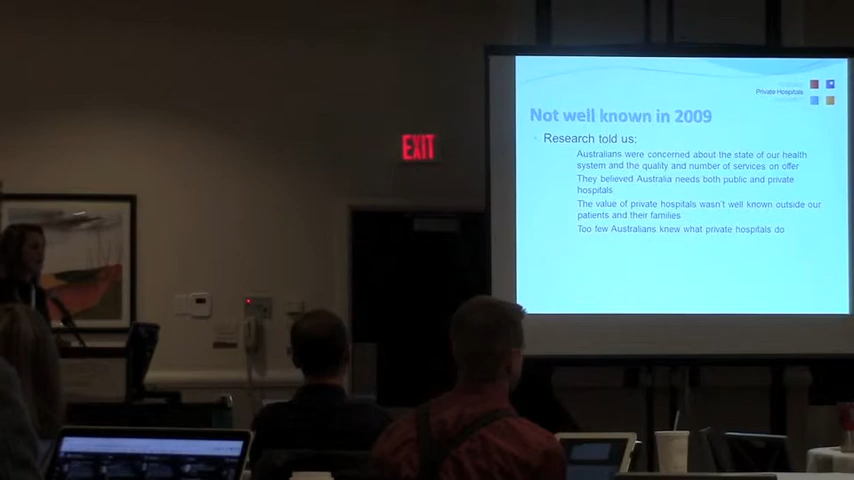 EXIT
Private Hospitals
Not well known in 2009
Research told us:
Australians were concerned about the state of our health
system and the quality and number of services on offer
They believed Australia needs both public and private
hospitals
The value of private hospitals wasn't well known outside our
patients and their families
Too few Australians knew what private hospitals do